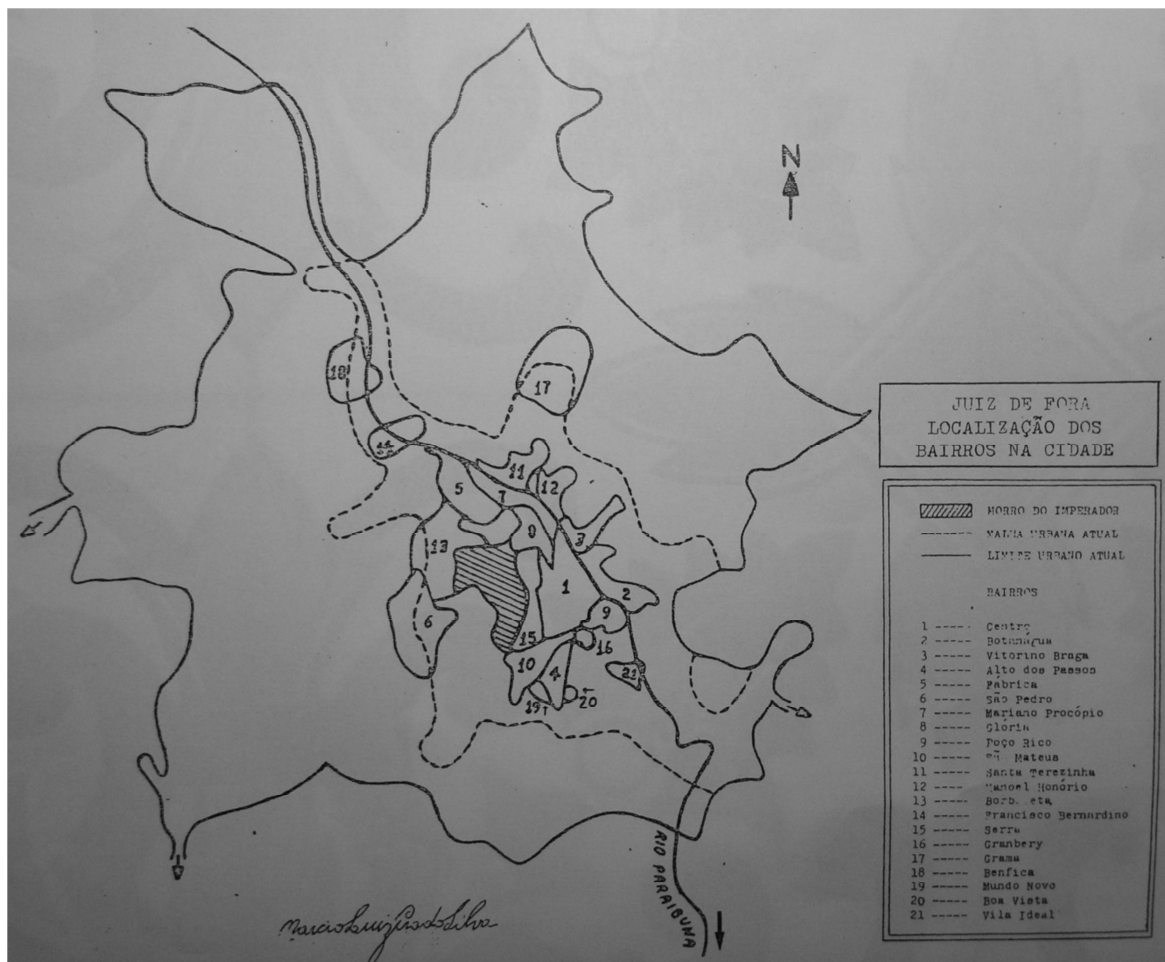 N
18
17
11
12
5
7
3
13
8
1
2
9
6
15
16
10
4
21
19
20
JUIZ DE FORA
LOCALIZAÇÃO DOS
BAIRROS NA CIDADE
MORRO DO IMPERADOR
MALHA URBANA ATUAL
LIMITE URBANO ATUAL
BAIRROS
1 ----- Centro
2 ----- Botanágua
3 ----- Vitorino Braga
4 ----- Alto dos Passos
5 ----- Fábrica
6 ----- São Pedro
7 ----- Mariano Procópio
8 ----- Glória
9 ----- Poço Rico
10 ----- Mateus
11 ----- Santa Terezinha
12 ----- Manoel Honório
13 -----
14 ----- Francisco Bernardino
15 ----- Serra
16 ----- Granbery
17 ----- Grama
18 ----- Benfica
19 ----- Mundo Novo
20 ----- Boa Vista
21 ----- Vila Ideal
RIO PARAIBUNA